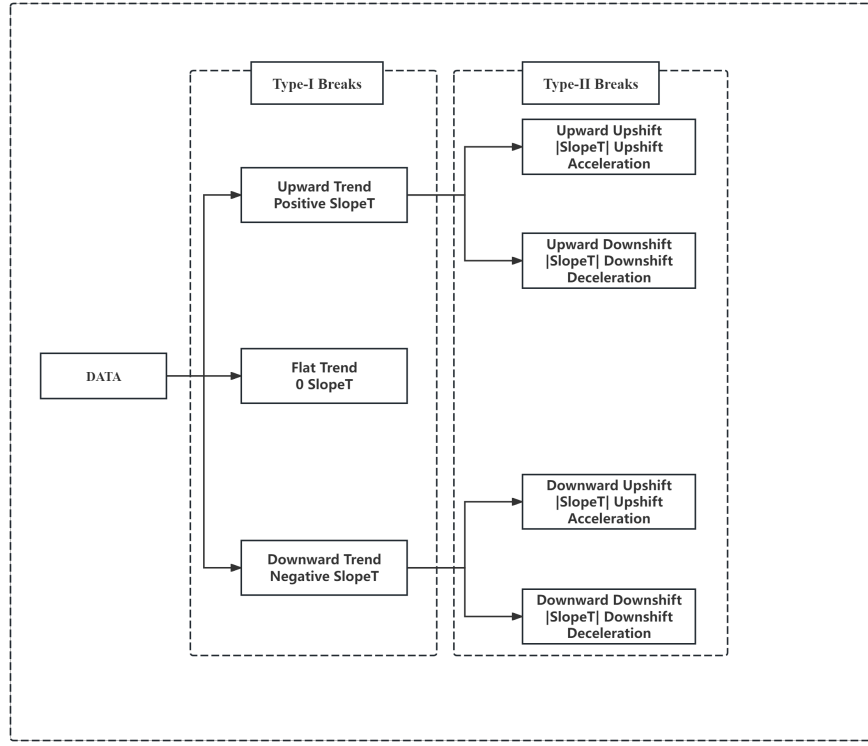 Type-I Breaks
Type-II Breaks
Upward Upshift
|SlopeT| Upshift
Acceleration
Upward Trend
Positive SlopeT
Upward Downshift
|SlopeT| Downshift
Deceleration
DATA
Flat Trend
0 SlopeT
Downward Upshift
|SlopeT| Upshift
Acceleration
Downward Trend
Negative SlopeT
Downward Downshift
|SlopeT| Downshift
Deceleration